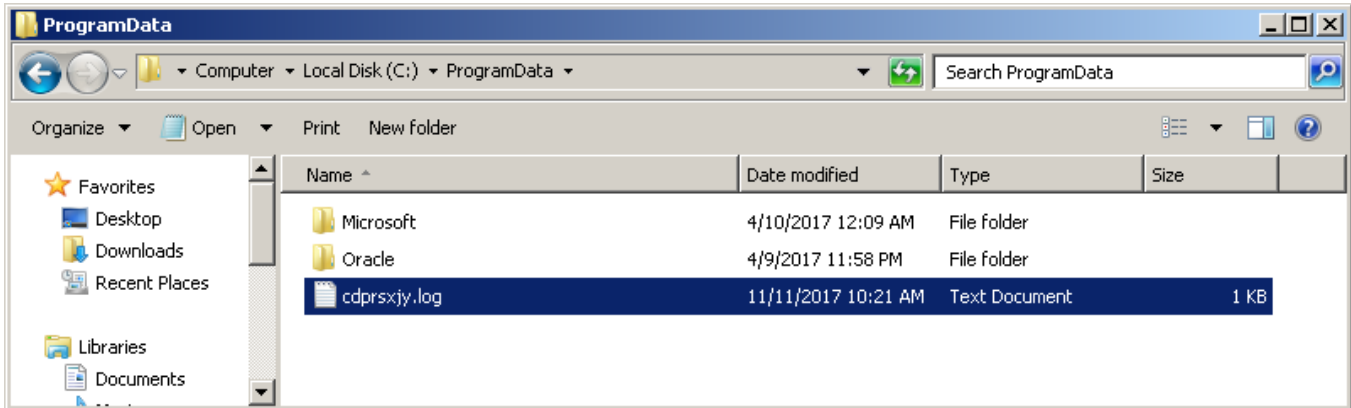 ProgramData
Computer Local Disk (C:) ProgramData Search ProgramData
Organize Open Print New folder
Favorites
Desktop
Downloads
Recent Places
Libraries
Documents
Name Date modified Type Size
Microsoft 4/10/2017 12:09 AM File folder
Oracle 4/9/2017 11:58 PM File folder
cdprsxjy.log 11/11/2017 10:21 AM Text Document 1 KB